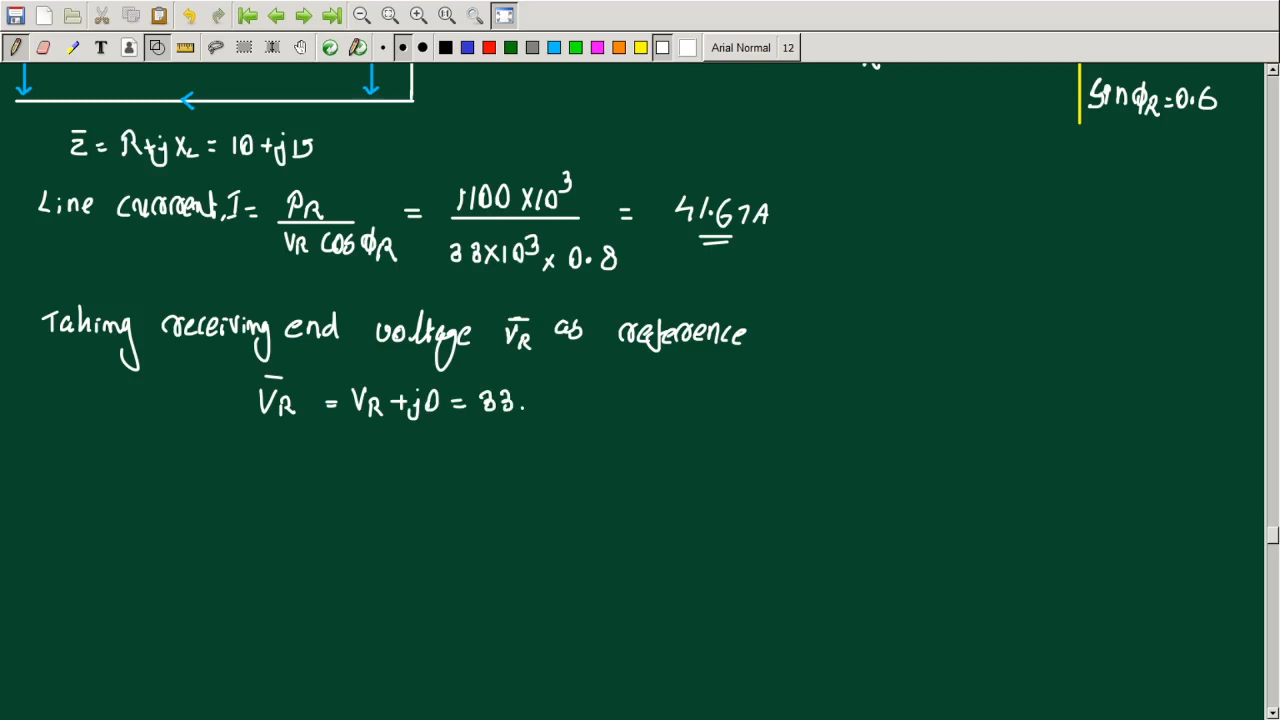 Arial Normal 12
sin ϕR = 0.6
z̄ = R+jXL = 10+j15
Line current, I = PR / VR cos ϕR = 1100 × 10³ / 33×10³ × 0.8 = 41.67A
Taking receiving end voltage V̄R as reference
V̄R = VR + j0 = 33.